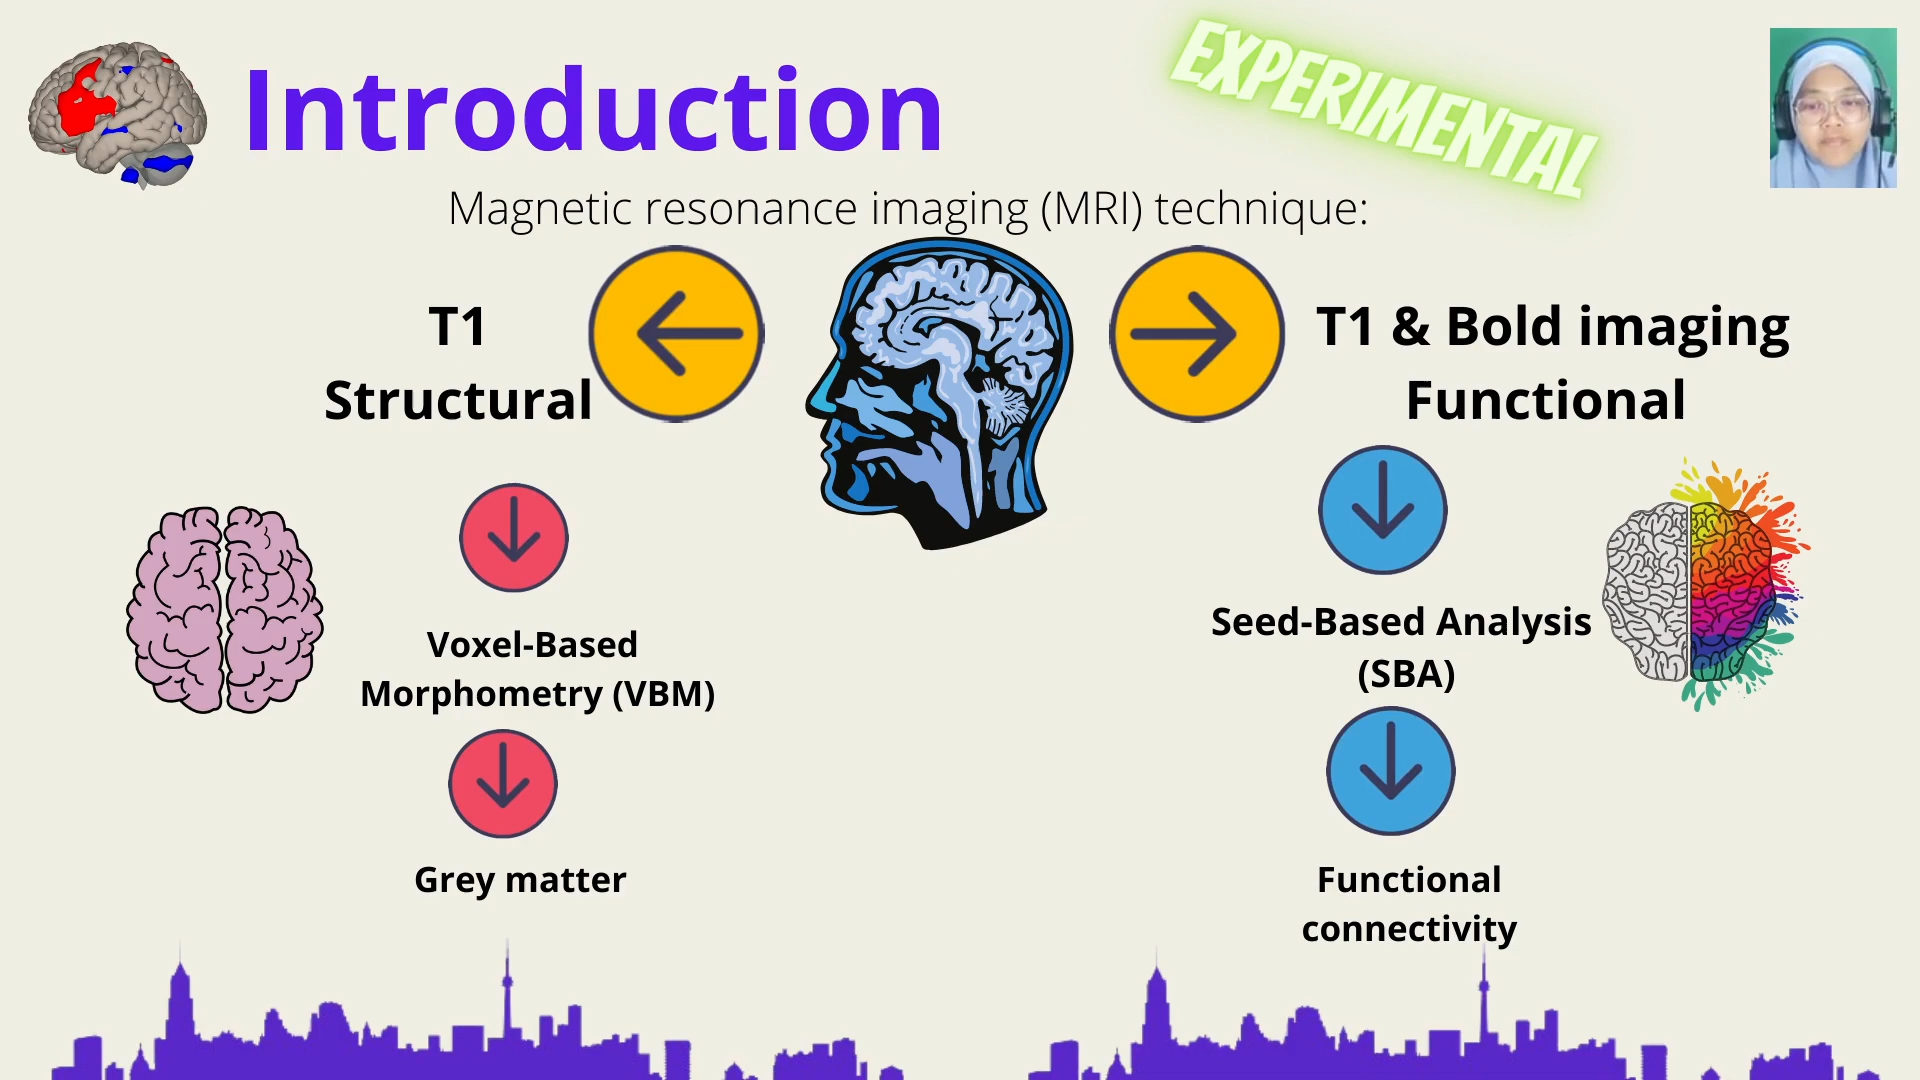 Introduction
EXPERIMENTAL
Magnetic resonance imaging (MRI) technique:
T1
Structural
T1 & Bold imaging
Functional
Voxel-Based
Morphometry (VBM)
Seed-Based Analysis
(SBA)
Grey matter
Functional
connectivity